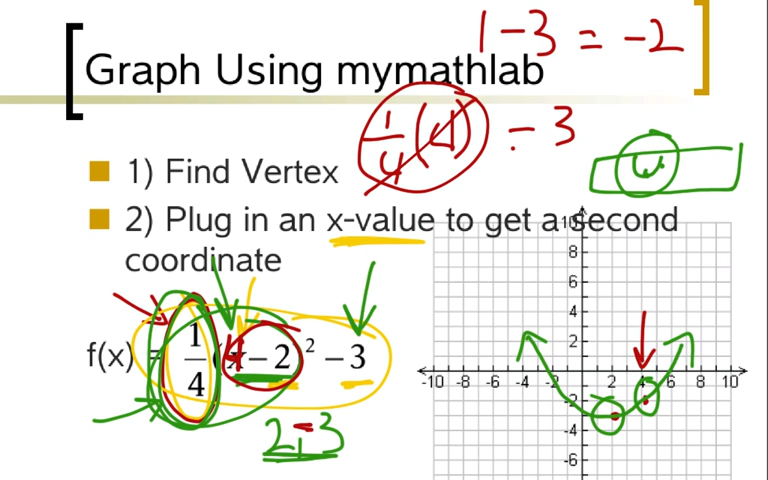 1 - 3 = -2
Graph Using mymathlab
1/4 (4) - 3
1) Find Vertex
4
2) Plug in an x-value to get a second
coordinate
f(x) = 1/4 (x - 2)² - 3
4
2, -3
10
8
6
4
2
-10 -8 -6 -4 -2 2 4 6 8 10
-2
-4
-6